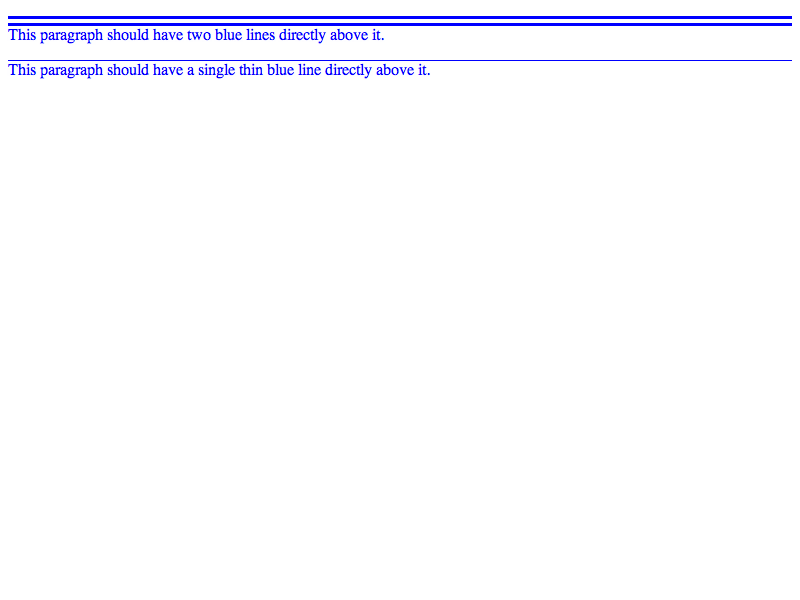 This paragraph should have two blue lines directly above it.
This paragraph should have a single thin blue line directly above it.